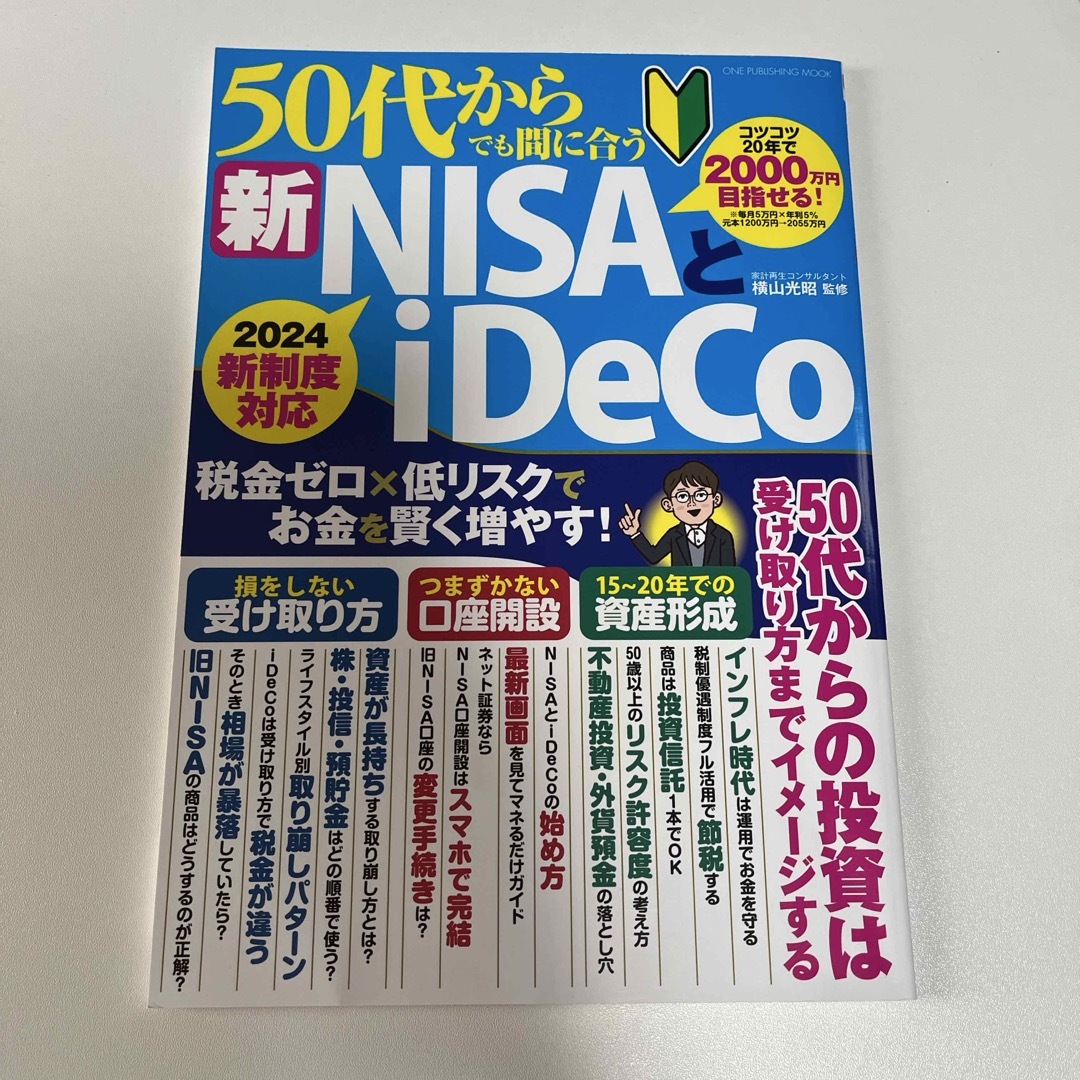 ONE PUBLISHING MOOK
50代から
でも間に合う
新NISAと
iDeCo
コツコツ
20年で
2000万円
目指せる！
※毎月5万円×年利5％
元本1200万円→2055万円
家計再生コンサルタント
横山光昭 監修
2024
新制度
対応
税金ゼロ×低リスクで
お金を賢く増やす！
50代からの投資は
受け取り方までイメージする
15~20年での
資産形成
インフレ時代は運用でお金を守る
税制優遇制度フル活用で節税する
商品は投資信託1本でOK
50歳以上のリスク許容度の考え方
不動産投資・外貨預金の落とし穴
つまずかない
口座開設
NISAとiDeCoの始め方
最新画面を見てマネるだけガイド
ネット証券なら
NISA口座開設はスマホで完結
旧NISA口座の変更手続きは？
損をしない
受け取り方
資産が長持ちする取り崩し方とは？
株・投信・預貯金はどの順番で使う？
ライフスタイル別取り崩しパターン
iDeCoは受け取り方で税金が違う
そのとき相場が暴落していたら？
旧NISAの商品はどうするのが正解？